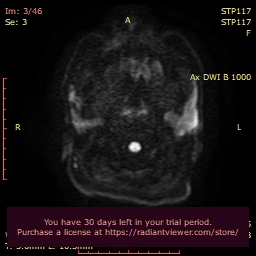 Im: 3/46
STP117
Se: 3
STP117
F
A
Ax DWI B 1000
R
L
You have 30 days left in your trial period.
Purchase a license at https://radiantviewer.com/store/